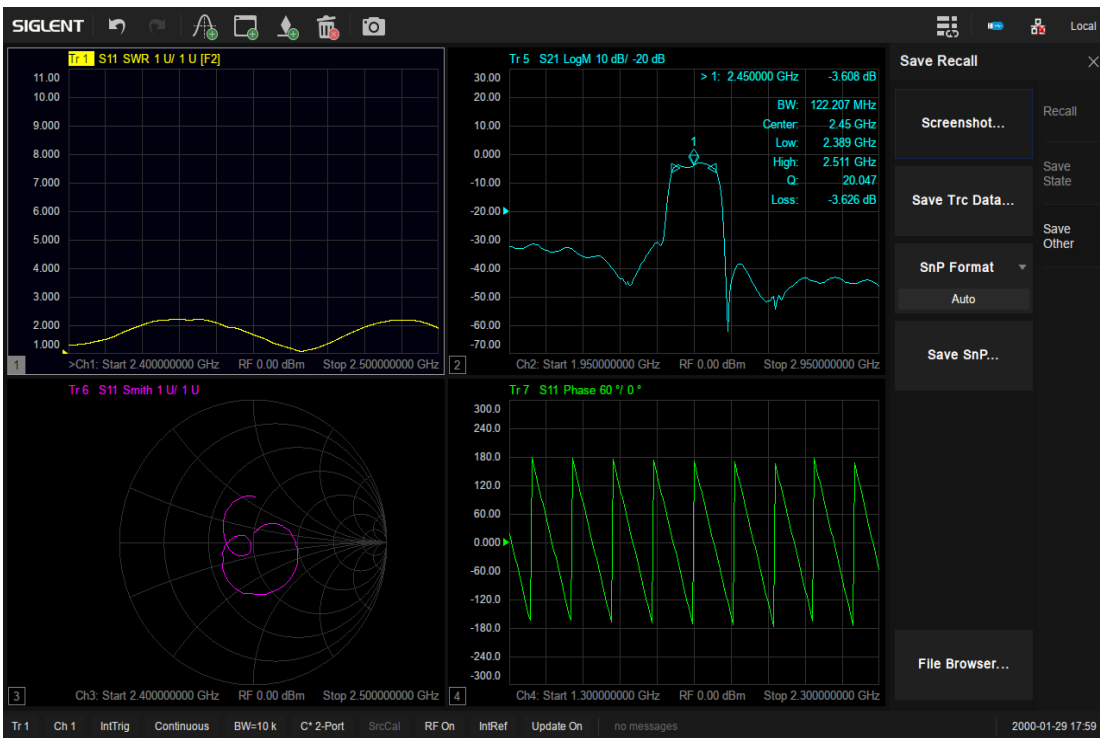 SIGLENT
Local
Tr 1 S11 SWR 1 U/ 1 U [F2]
11.00
10.00
9.000
8.000
7.000
6.000
5.000
4.000
3.000
2.000
1.000
1
>Ch1: Start 2.400000000 GHz RF 0.00 dBm Stop 2.500000000 GHz
Tr 5 S21 LogM 10 dB/ -20 dB
> 1: 2.450000 GHz -3.608 dB
BW: 122.207 MHz
Center: 2.45 GHz
Low: 2.389 GHz
High: 2.511 GHz
Q: 20.047
Loss: -3.626 dB
1
30.00
20.00
10.00
0.000
-10.00
-20.00
-30.00
-40.00
-50.00
-60.00
-70.00
2
Ch2: Start 1.950000000 GHz RF 0.00 dBm Stop 2.950000000 GHz
Tr 6 S11 Smith 1 U/ 1 U
3
Ch3: Start 2.400000000 GHz RF 0.00 dBm Stop 2.500000000 GHz
Tr 7 S11 Phase 60 °/ 0 °
300.0
240.0
180.0
120.0
60.00
0.000
-60.00
-120.0
-180.0
-240.0
-300.0
4
Ch4: Start 1.300000000 GHz RF 0.00 dBm Stop 2.300000000 GHz
Save Recall
Screenshot...
Save Trc Data...
SnP Format
Auto
Save SnP...
File Browser...
Recall
Save
State
Save
Other
Tr 1 Ch 1 IntTrig Continuous BW=10 k C* 2-Port SrcCal RF On IntRef Update On no messages 2000-01-29 17:59